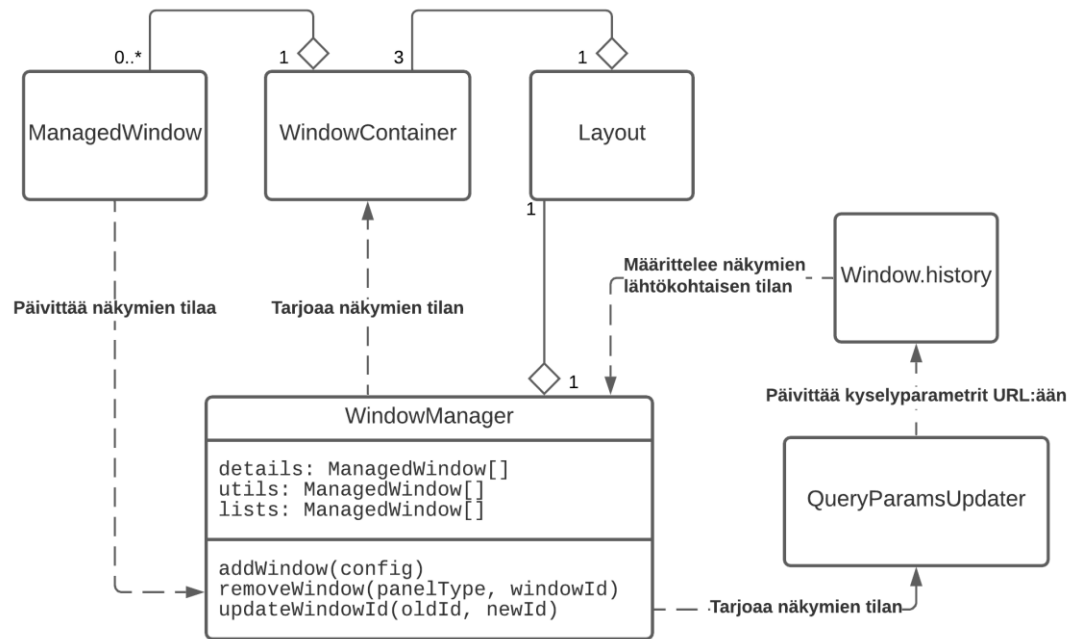 0..*
1
3
1
ManagedWindow
WindowContainer
Layout
1
Window.history
Määrittelee näkymien
lähtökohtaisen tilan
Päivittää näkymien tilaa
Tarjoaa näkymien tilan
1
Päivittää kyselyparametrit URL:ään
WindowManager
details: ManagedWindow[]
utils: ManagedWindow[]
lists: ManagedWindow[]
QueryParamsUpdater
addWindow(config)
removeWindow(panelType, windowId)
updateWindowId(oldId, newId)
Tarjoaa näkymien tilan